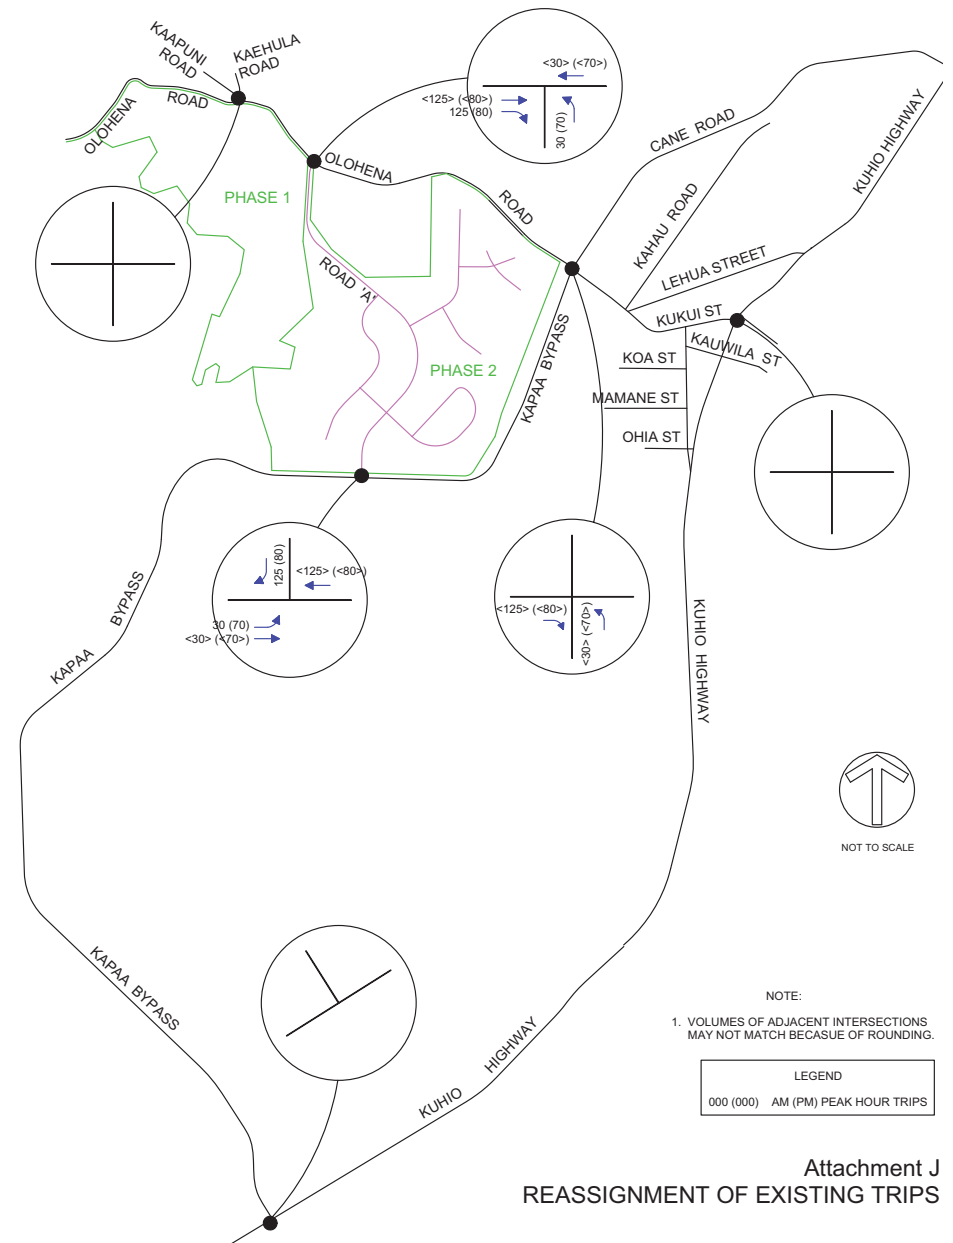 KAAPUNI
ROAD
KAEHULA
ROAD
OLOHENA
ROAD
<30> (<70>)
<125> (<80>)
125 (80)
30 (70)
OLOHENA
ROAD
CANE ROAD
KUHIO HIGHWAY
KAHAU ROAD
PHASE 1
ROAD 'A'
LEHUA STREET
KUKUI ST
KAUWILA ST
KOA ST
MAMANE ST
OHIA ST
PHASE 2
KAPAA BYPASS
125 (80)
<125> (<80>)
30 (70)
<30> (<70>)
<125> (<80>)
<30> (<70>)
KAPAA
BYPASS
KUHIO HIGHWAY
NOT TO SCALE
KAPAA BYPASS
KUHIO
HIGHWAY
NOTE:
1. VOLUMES OF ADJACENT INTERSECTIONS
MAY NOT MATCH BECASUE OF ROUNDING.
LEGEND
000 (000) AM (PM) PEAK HOUR TRIPS
Attachment J
REASSIGNMENT OF EXISTING TRIPS